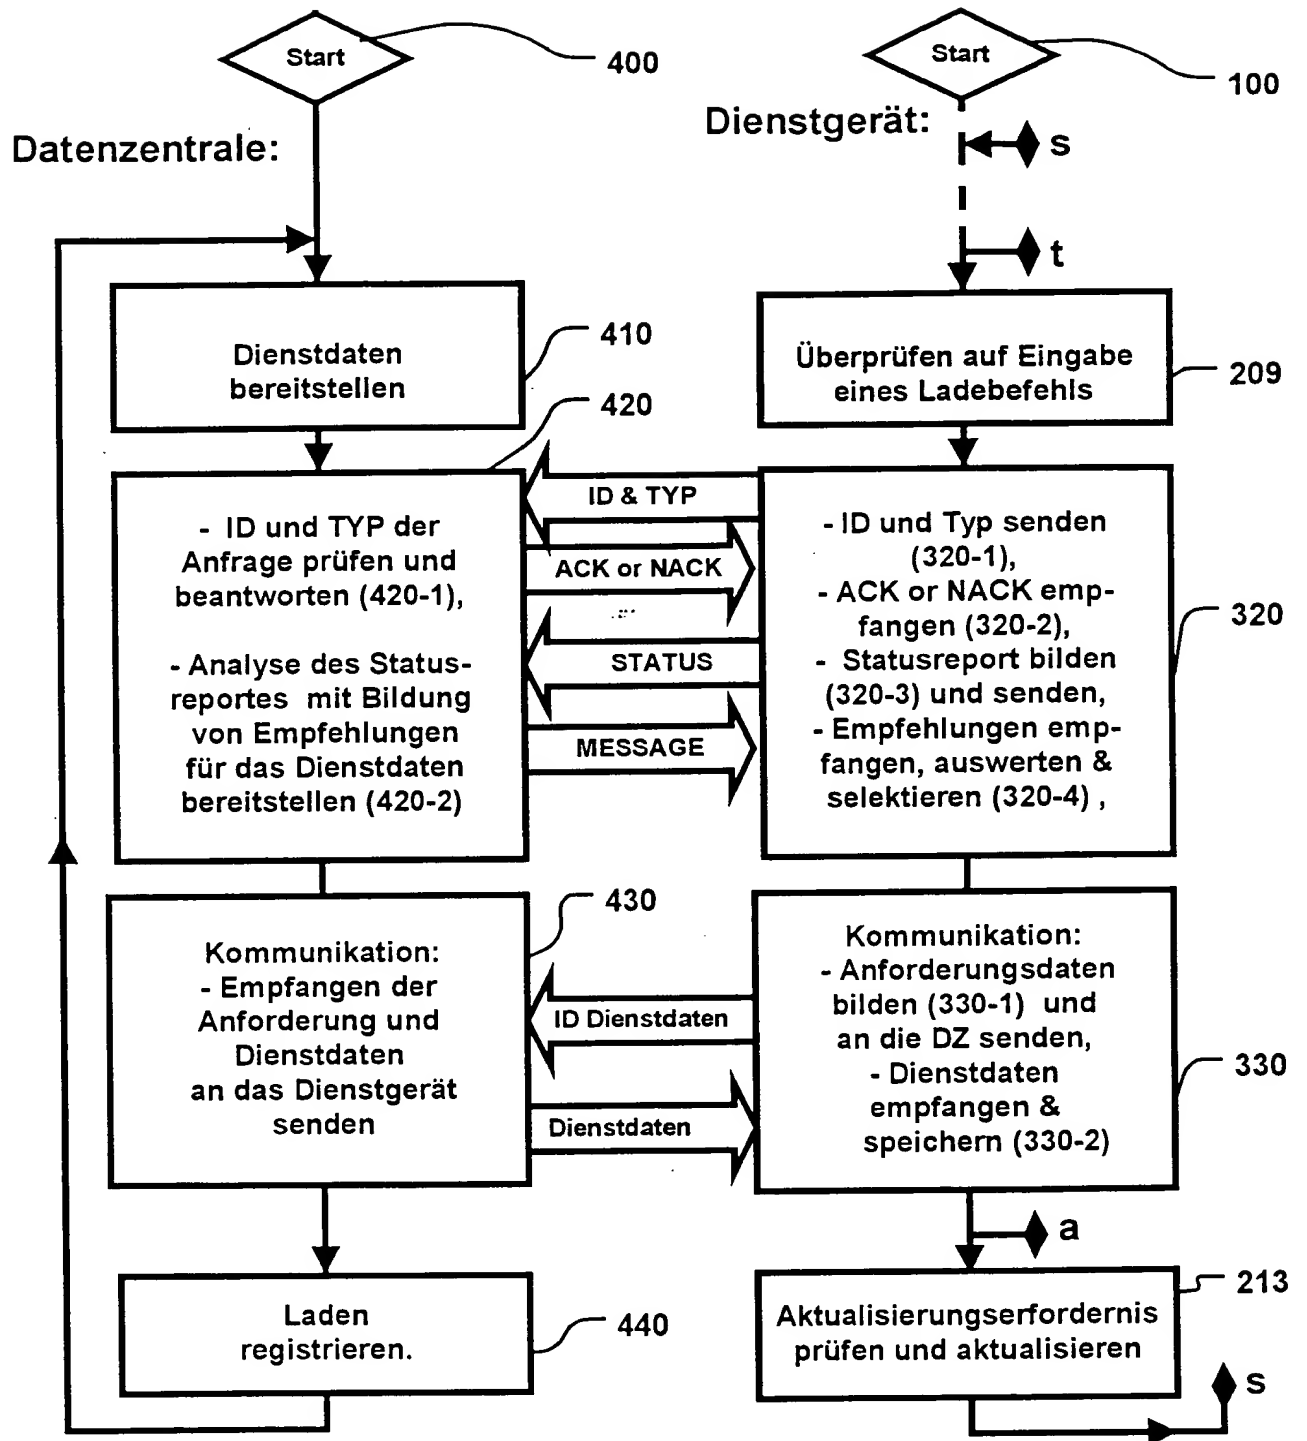 Start
400
Start
100
Datenzentrale:
Dienstgerät:
s
t
Dienstdaten
bereitstellen
410
Überprüfen auf Eingabe
eines Ladebefehls
209
420
- ID und TYP der
Anfrage prüfen und
beantworten (420-1),
- Analyse des Status-
reportes mit Bildung
von Empfehlungen
für das Dienstdaten
bereitstellen (420-2)
ID & TYP
ACK or NACK
STATUS
MESSAGE
- ID und Typ senden
(320-1),
- ACK or NACK emp-
fangen (320-2),
- Statusreport bilden
(320-3) und senden,
- Empfehlungen emp-
fangen, auswerten &
selektieren (320-4) ,
320
430
Kommunikation:
- Empfangen der
Anforderung und
Dienstdaten
an das Dienstgerät
senden
ID Dienstdaten
Dienstdaten
Kommunikation:
- Anforderungsdaten
bilden (330-1) und
an die DZ senden,
- Dienstdaten
empfangen &
speichern (330-2)
330
a
Laden
registrieren.
440
Aktualisierungserfordernis
prüfen und aktualisieren
213
s